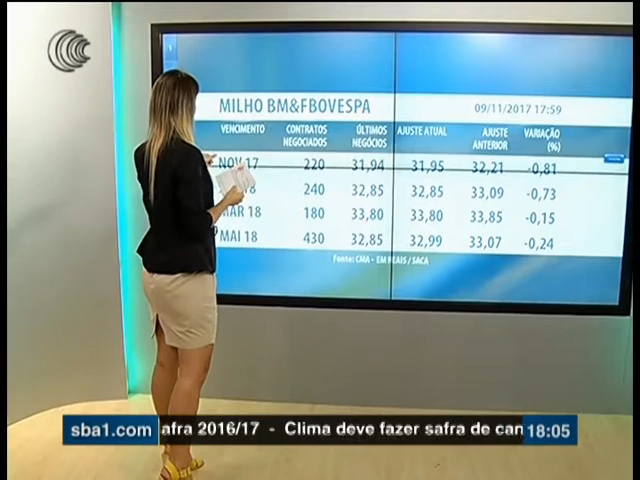 MILHO BM&FBOVESPA 09/11/2017 17:59
VENCIMENTO CONTRATOS NEGOCIADOS ÚLTIMOS NEGÓCIOS AJUSTE ATUAL AJUSTE ANTERIOR VARIAÇÃO (%)
NOV 17 220 31,94 31,95 32,21 -0,81
18 240 32,85 32,85 33,09 -0,73
MAR 18 180 33,80 33,80 33,85 -0,15
MAI 18 430 32,85 32,99 33,07 -0,24
Fonte: CMA - EM REAIS / SACA
sba1.com afra 2016/17 - Clima deve fazer safra de can 18:05